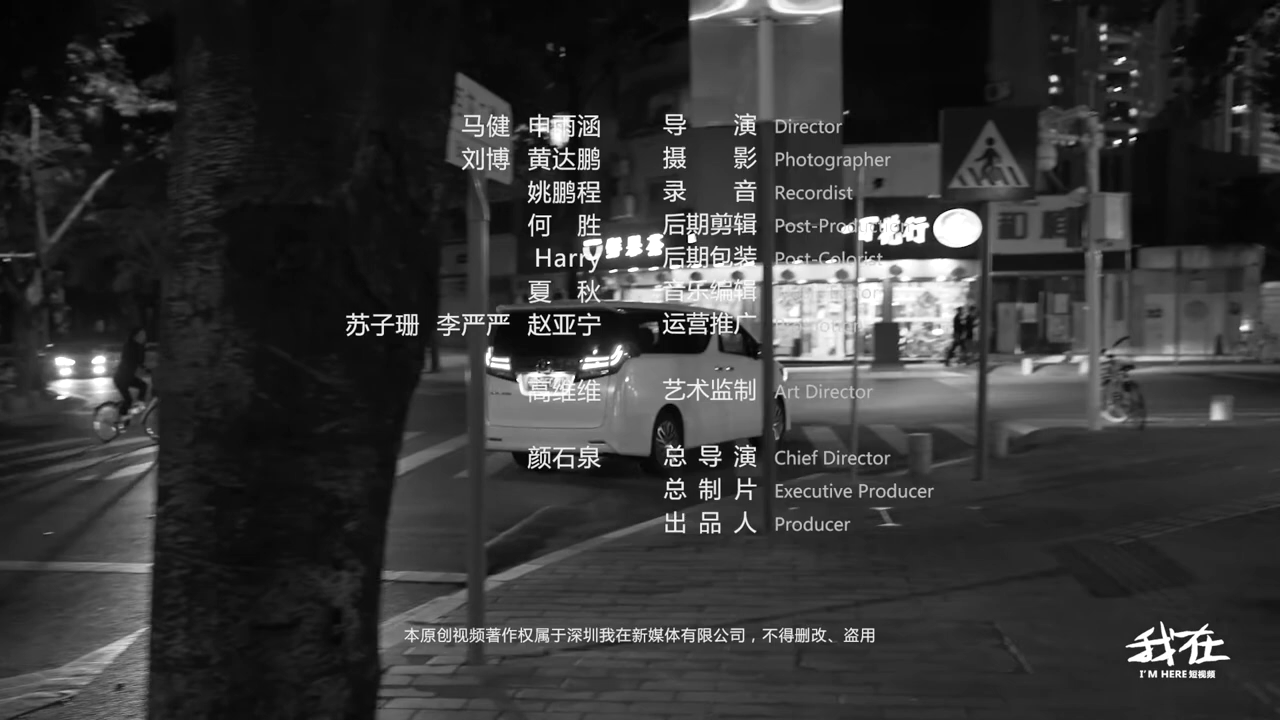 马健 申雨涵 导演 Director
刘博 黄达鹏 摄影 Photographer
姚鹏程 录音 Recordist
何胜 后期剪辑 Post-Production
Harry 后期包装 Post-Colorist
夏秋 音乐编辑
苏子珊 李严严 赵亚宁 运营推广
高维维 艺术监制 Art Director
颜石泉 总导演 Chief Director
总制片 Executive Producer
出品人 Producer
本原创视频著作权属于深圳我在新媒体有限公司，不得删改、盗用
我在
I'M HERE 短视频